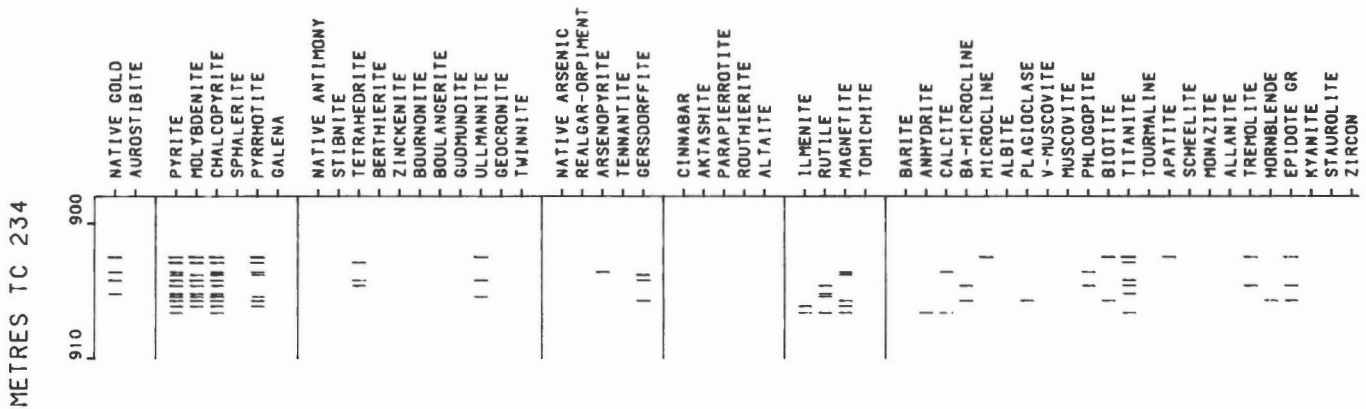 METRES TC 234
900
910
NATIVE GOLD
AUROSTIBITE
PYRITE
MOLYBDENITE
CHALCOPYRITE
SPHALERITE
PYRRHOTITE
GALENA
NATIVE ANTIMONY
STIBNITE
TETRAHEDRITE
BERTHIERITE
ZINCKENITE
BOURNONITE
BOULANGERITE
GUDMUNDITE
ULLMANNITE
GEOCRONITE
TWINNITE
NATIVE ARSENIC
REALGAR-ORPIMENT
ARSENOPYRITE
TENNANTITE
GERSDORFFITE
CINNABAR
AKTASHITE
PARAPIERROTITE
ROUTHIERITE
ALTAITE
ILMENITE
RUTILE
MAGNETITE
TOMICHITE
BARITE
ANHYDRITE
CALCITE
BA-MICROCLINE
MICROCLINE
ALBITE
PLAGIOCLASE
V-MUSCOVITE
MUSCOVITE
PHLOGOPITE
BIOTITE
TITANITE
TOURMALINE
APATITE
SCHEELITE
MONAZITE
ALLANITE
TREMOLITE
HORNBLENDE
EPIDOTE GR
KYANITE
STAUROLITE
ZIRCON